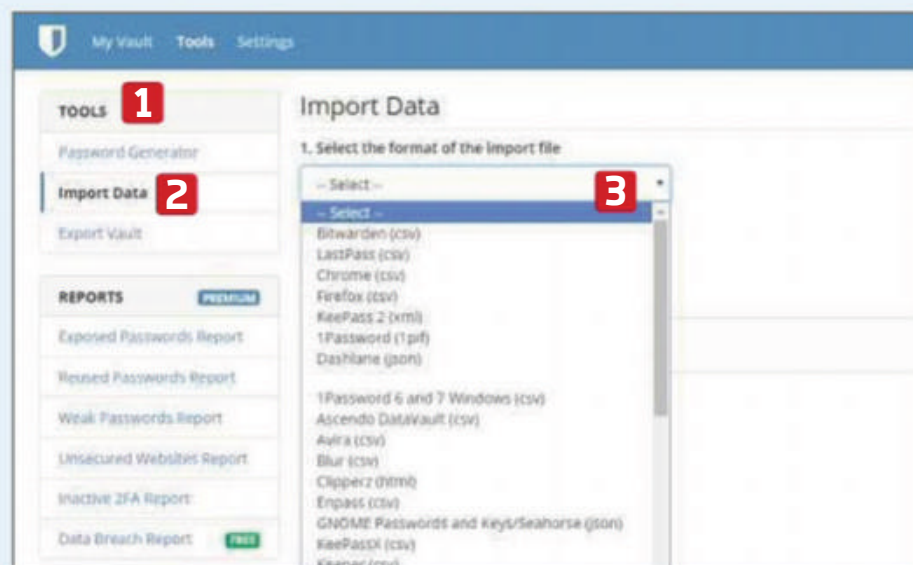 My Vault Tools Settings
TOOLS 1
Password Generator
Import Data 2
Export Vault
REPORTS PREMIUM
Exposed Passwords Report
Reused Passwords Report
Weak Passwords Report
Unsecured Websites Report
Inactive 2FA Report
Data Breach Report FREE
Import Data
1. Select the format of the import file
-- Select -- 3
-- Select --
Bitwarden (csv)
LastPass (csv)
Chrome (csv)
Firefox (csv)
KeePass 2 (xml)
1Password (1pif)
Dashlane (json)
1Password 6 and 7 Windows (csv)
Ascendo DataVault (csv)
Avira (csv)
Blur (csv)
Clipperz (html)
Enpass (csv)
GNOME Passwords and Keys/Seahorse (json)
KeePassX (csv)
Keeper (csv)